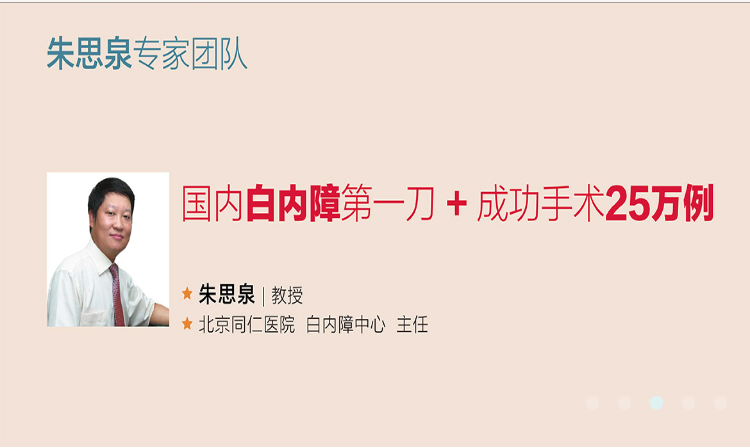 朱思泉专家团队
国内白内障第一刀 + 成功手术25万例
朱思泉 | 教授
北京同仁医院 白内障中心 主任